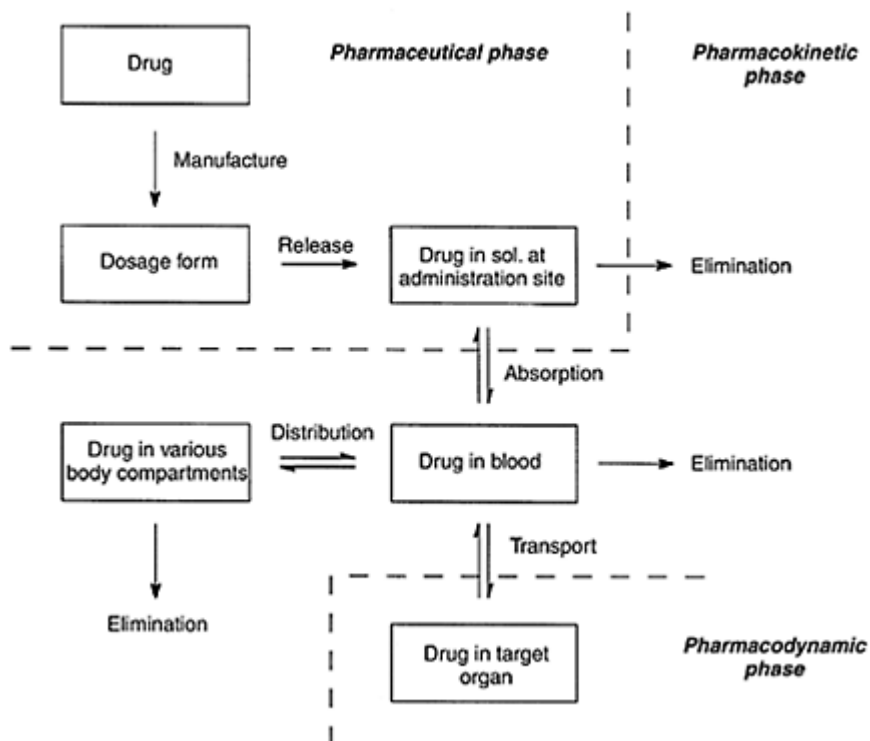 Drug
Pharmaceutical phase
Pharmacokinetic
phase
Manufacture
Dosage form
Release
Drug in sol. at
administration site
Elimination
Absorption
Drug in various
body compartments
Distribution
Drug in blood
Elimination
Transport
Elimination
Drug in target
organ
Pharmacodynamic
phase